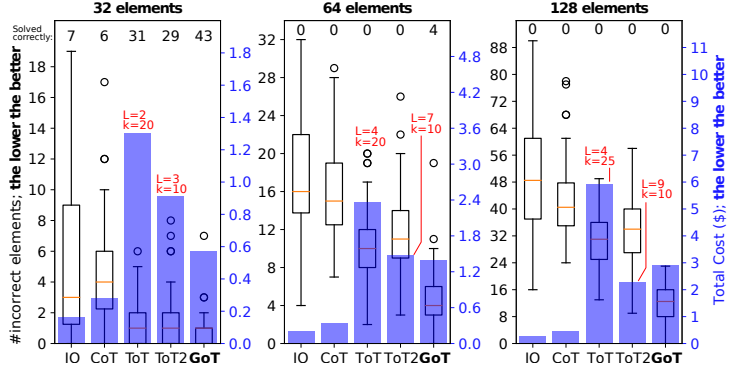 32 elements
64 elements
128 elements
Solved
correctly:
7 6 31 29 43
0 0 0 0 4
0 0 0 0 0
#incorrect elements; the lower the better
0
2
4
6
8
10
12
14
16
18
0.0
0.2
0.4
0.6
0.8
1.0
1.2
1.4
1.6
1.8
L=2
k=20
L=3
k=10
IO CoT ToT ToT2 GoT
0
4
8
12
16
20
24
28
32
0.0
0.6
1.2
1.8
2.4
3.0
3.6
4.2
4.8
L=4
k=20
L=7
k=10
IO CoT ToT ToT2 GoT
0
8
16
24
32
40
48
56
64
72
80
88
0
1
2
3
4
5
6
7
8
9
10
11
L=4
k=25
L=9
k=10
IO CoT ToT ToT2 GoT
Total Cost ($); the lower the better